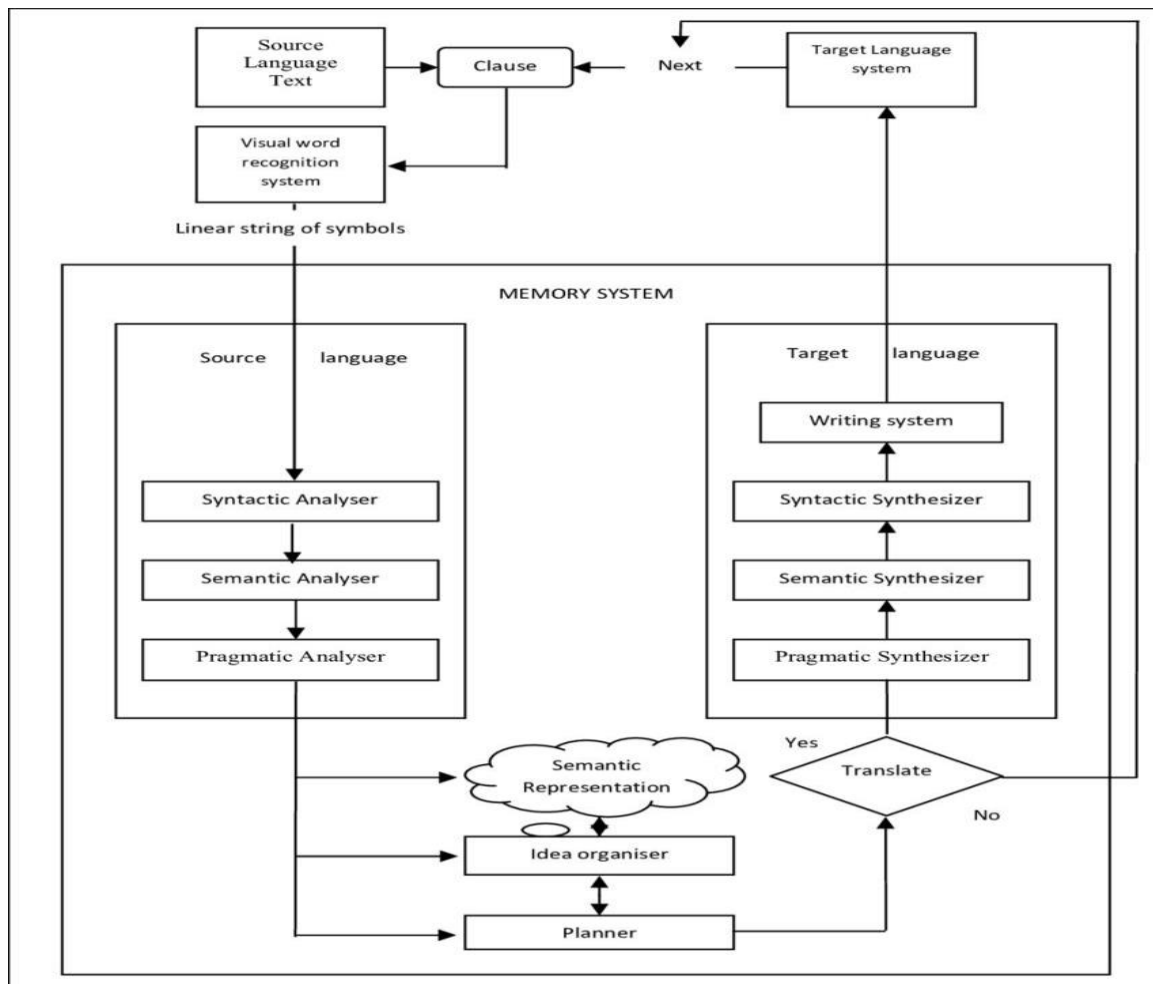 Source
Language
Text
Clause
Next
Target Language
system
Visual word
recognition
system
Linear string of symbols
MEMORY SYSTEM
Source language
Target language
Writing system
Syntactic Analyser
Syntactic Synthesizer
Semantic Analyser
Semantic Synthesizer
Pragmatic Analyser
Pragmatic Synthesizer
Yes
Semantic
Representation
Translate
No
Idea organiser
Planner